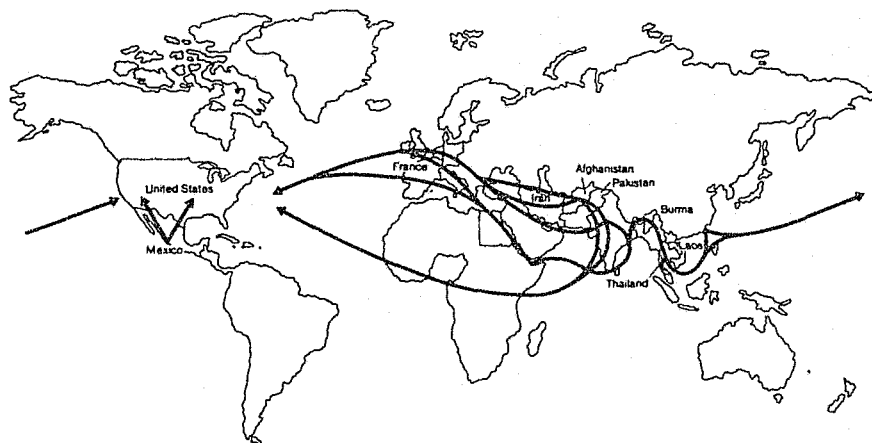 France
Afghanistan
United States
Iran
Pakistan
Burma
Mexico
Laos
Thailand